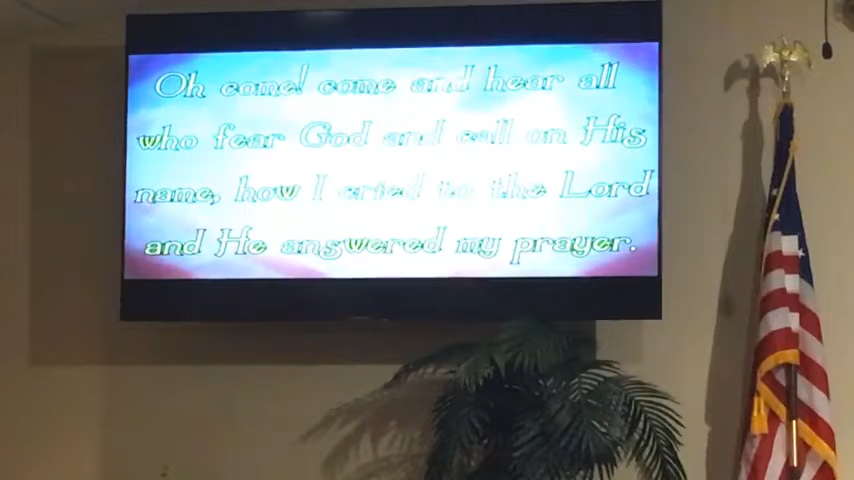 Oh come! come and hear all
who fear God and call on His
name, how I cried to the Lord
and He answered my prayer.